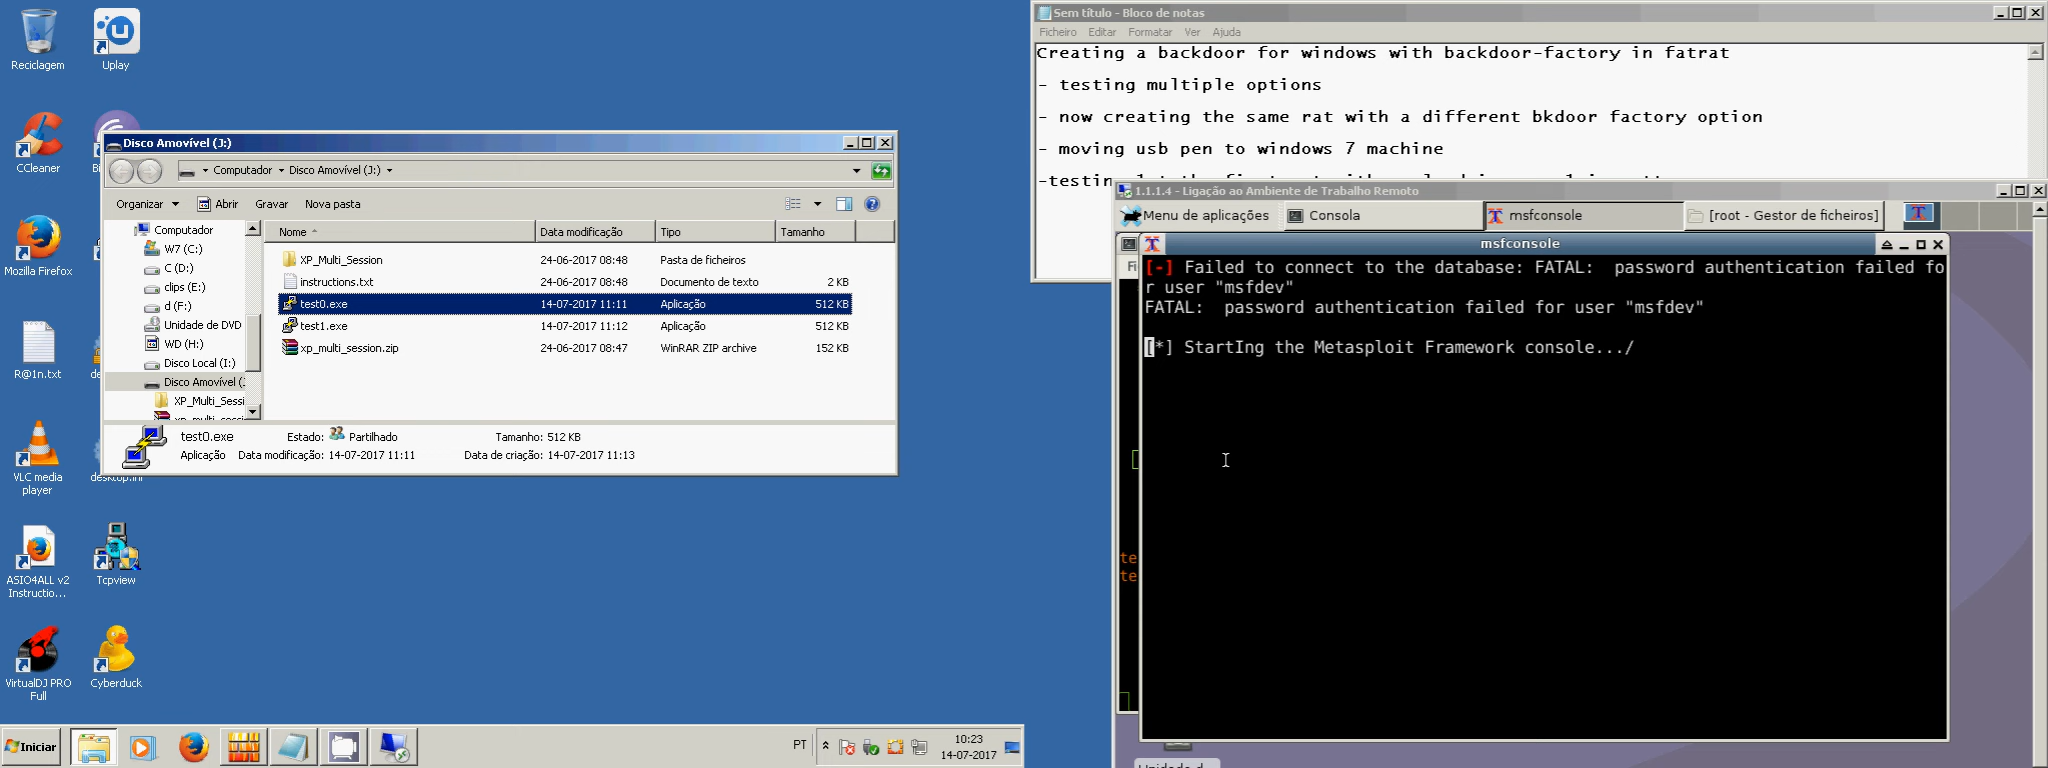 Reciclagem
Uplay
CCleaner
Mozilla Firefox
R@1n.txt
VLC media player
desktop.ini
ASIO4ALL v2 Instructio...
Tcpview
VirtualDJ PRO Full
Cyberduck
Disco Amovível (J:)
Computador
Disco Amovível (J:)
Organizar
Abrir
Gravar
Nova pasta
Computador
W7 (C:)
C (D:)
clips (E:)
d (F:)
Unidade de DVD
WD (H:)
Disco Local (I:)
Disco Amovível (J
XP_Multi_Sessi
Nome Data modificação Tipo Tamanho
XP_Multi_Session 24-06-2017 08:48 Pasta de ficheiros
instructions.txt 24-06-2017 08:48 Documento de texto 2 KB
test0.exe 14-07-2017 11:11 Aplicação 512 KB
test1.exe 14-07-2017 11:12 Aplicação 512 KB
xp_multi_session.zip 24-06-2017 08:47 WinRAR ZIP archive 152 KB
test0.exe Estado: Partilhado Tamanho: 512 KB
Aplicação Data modificação: 14-07-2017 11:11 Data de criação: 14-07-2017 11:13
Iniciar
PT
10:23
14-07-2017
Sem título - Bloco de notas
Ficheiro Editar Formatar Ver Ajuda
Creating a backdoor for windows with backdoor-factory in fatrat
- testing multiple options
- now creating the same rat with a different bkdoor factory option
- moving usb pen to windows 7 machine
-testin
1.1.1.4 - Ligação ao Ambiente de Trabalho Remoto
Menu de aplicações
Consola
msfconsole
[root - Gestor de ficheiros]
msfconsole
[-] Failed to connect to the database: FATAL:  password authentication failed fo
r user "msfdev"
FATAL:  password authentication failed for user "msfdev"
[*] StartIng the Metasploit Framework console.../
Fi
te
te